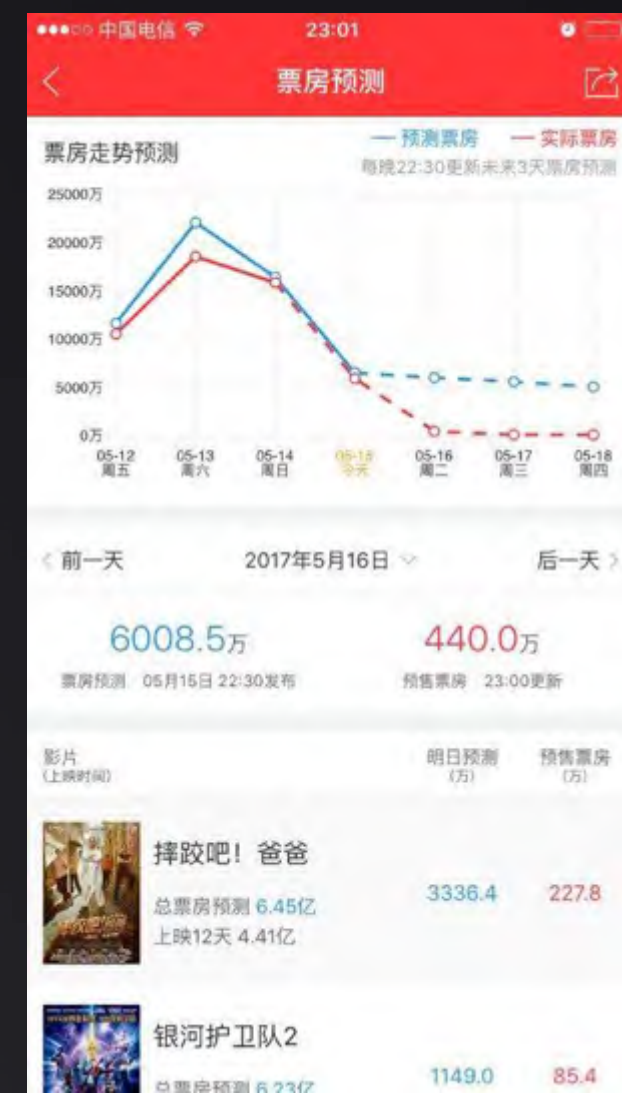 中国电信 23:01
票房预测
票房走势预测 预测票房 实际票房
每晚22:30更新未来3天票房预测
25000万
20000万
15000万
10000万
5000万
0万
05-12 05-13 05-14 05-15 05-16 05-17 05-18
周五 周六 周日 今天 周二 周三 周四
前一天 2017年5月16日 后一天
6008.5万 440.0万
票房预测 05月15日 22:30发布 预售票房 23:00更新
影片 明日预测 预售票房
(上映时间) (万) (万)
摔跤吧！爸爸
3336.4 227.8
总票房预测 6.45亿
上映12天 4.41亿
银河护卫队2
1149.0 85.4
总票房预测 6.23亿